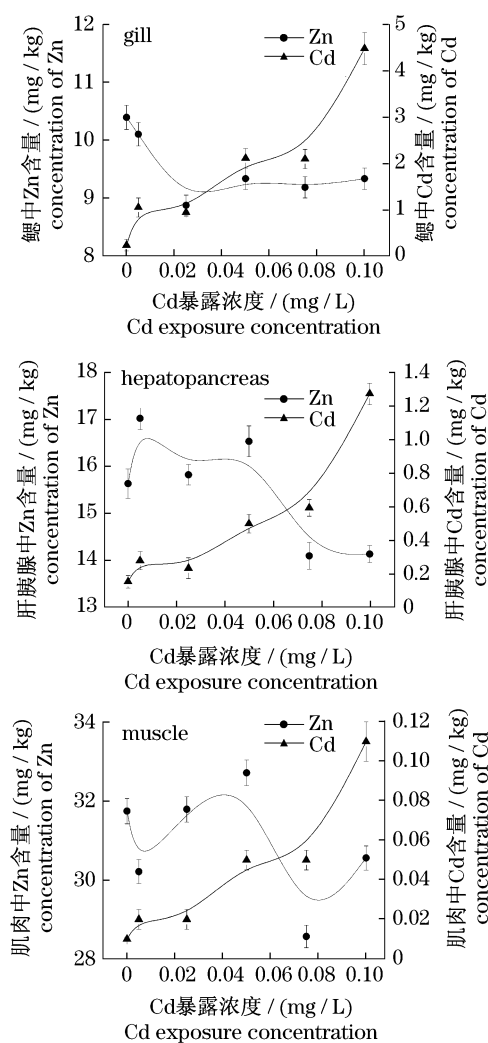 gill
Zn
Cd
12
10
9
8
5
4
3
2
1
0
0
0.02
0.04
0.06
0.08
0.10
鳃中Zn含量 / (mg / kg)
concentration of Zn
鳃中Cd含量 / (mg / kg)
concentration of Cd
Cd暴露浓度 / (mg / L)
Cd exposure concentration
hepatopancreas
Zn
Cd
18
17
16
15
14
13
1.4
1.2
1.0
0.8
0.6
0.4
0.2
0
0
0.02
0.04
0.06
0.08
0.10
肝胰腺中Zn含量 / (mg / kg)
concentration of Zn
肝胰腺中Cd含量 / (mg / kg)
concentration of Cd
Cd暴露浓度 / (mg / L)
Cd exposure concentration
muscle
Zn
Cd
34
32
30
28
0.12
0.10
0.08
0.06
0.04
0.02
0
0
0.02
0.04
0.06
0.08
0.10
肌肉中Zn含量 / (mg / kg)
concentration of Zn
肌肉中Cd含量 / (mg / kg)
concentration of Cd
Cd暴露浓度 / (mg / L)
Cd exposure concentration